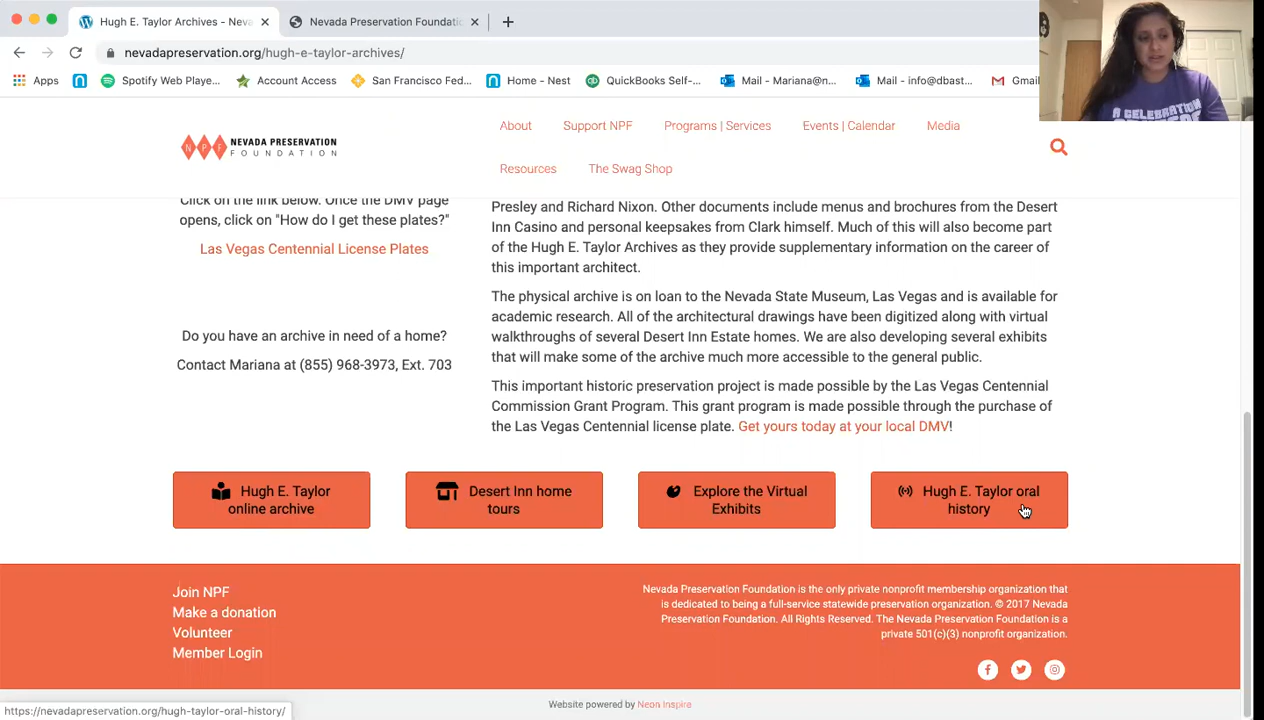 Hugh E. Taylor Archives - Neva
Nevada Preservation Foundatio
nevadapreservation.org/hugh-e-taylor-archives/
Apps
Spotify Web Playe...
Account Access
San Francisco Fed...
Home - Nest
QuickBooks Self-...
Mail - Mariana@n...
Mail - info@dbast...
Gmail
A CELEBRATION
NPF
NEVADA PRESERVATION
FOUNDATION
About
Support NPF
Programs | Services
Events | Calendar
Media
Resources
The Swag Shop
Click on the link below. Once the DMV page
opens, click on "How do I get these plates?"
Las Vegas Centennial License Plates
Do you have an archive in need of a home?
Contact Mariana at (855) 968-3973, Ext. 703
Presley and Richard Nixon. Other documents include menus and brochures from the Desert
Inn Casino and personal keepsakes from Clark himself. Much of this will also become part
of the Hugh E. Taylor Archives as they provide supplementary information on the career of
this important architect.
The physical archive is on loan to the Nevada State Museum, Las Vegas and is available for
academic research. All of the architectural drawings have been digitized along with virtual
walkthroughs of several Desert Inn Estate homes. We are also developing several exhibits
that will make some of the archive much more accessible to the general public.
This important historic preservation project is made possible by the Las Vegas Centennial
Commission Grant Program. This grant program is made possible through the purchase of
the Las Vegas Centennial license plate. Get yours today at your local DMV!
Hugh E. Taylor
online archive
Desert Inn home
tours
Explore the Virtual
Exhibits
Hugh E. Taylor oral
history
Join NPF
Make a donation
Volunteer
Member Login
Nevada Preservation Foundation is the only private nonprofit membership organization that
is dedicated to being a full-service statewide preservation organization. © 2017 Nevada
Preservation Foundation. All Rights Reserved. The Nevada Preservation Foundation is a
private 501(c)(3) nonprofit organization.
https://nevadapreservation.org/hugh-taylor-oral-history/
Website powered by Neon Inspire